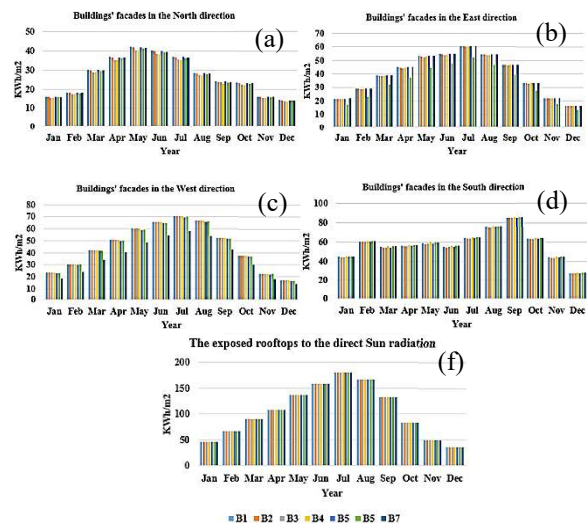 Buildings' facades in the North direction
(a)
KWh/m2
50
40
30
20
10
0
Jan Feb Mar Apr May Jun Jul Aug Sep Oct Nov Dec
Year
Buildings' facades in the East direction
(b)
KWh/m2
70
60
50
40
30
20
10
0
Jan Feb Mar Apr May Jun Jul Aug Sep Oct Nov Dec
Year
Buildings' facades in the West direction
(c)
KWh/m2
80
70
60
50
40
30
20
10
0
Jan Feb Mar Apr May Jun Jul Aug Sep Oct Nov Dec
Year
Buildings' facades in the South direction
(d)
KWh/m2
100
80
60
40
20
0
Jan Feb Mar Apr May Jun Jul Aug Sep Oct Nov Dec
Year
The exposed rooftops to the direct Sun radiation
(f)
KWh/m2
200
150
100
50
0
Jan Feb Mar Apr May Jun Jul Aug Sep Oct Nov Dec
Year
B1 B2 B3 B4 B5 B5 B7